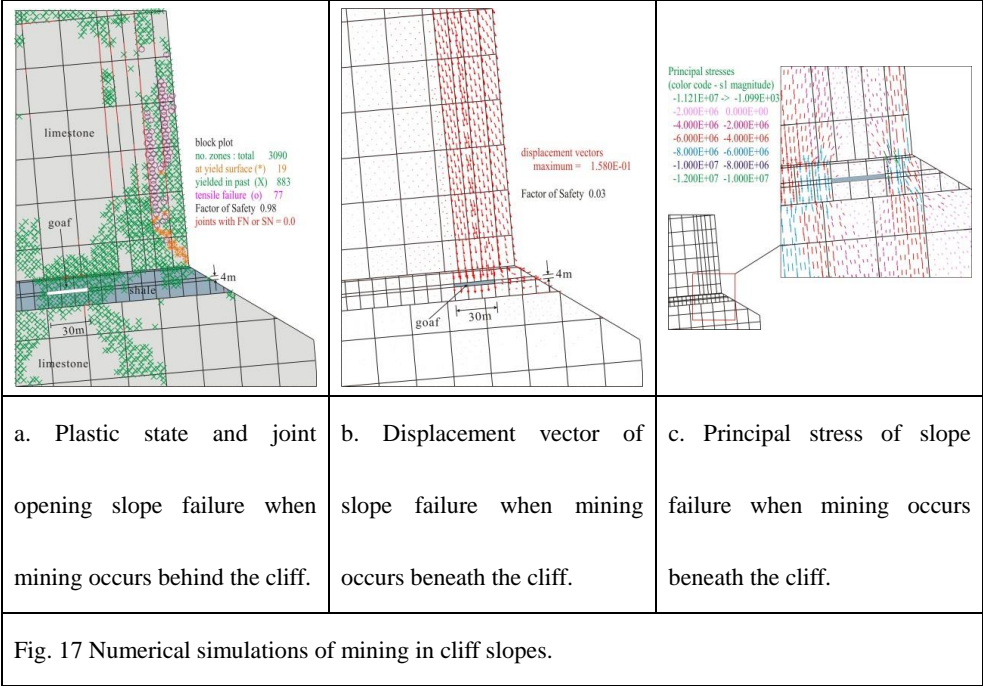 limestone
goaf
shale
4m
30m
limestone
block plot
no. zones : total 3090
at yield surface (*) 19
yielded in past (X) 883
tensile failure (o) 77
Factor of Safety 0.98
joints with FN or SN = 0.0
displacement vectors
maximum = 1.580E-01
Factor of Safety 0.03
4m
goaf
30m
Principal stresses
(color code - s1 magnitude)
-1.121E+07 -> -1.099E+03
-2.000E+06 0.000E+00
-4.000E+06 -2.000E+06
-6.000E+06 -4.000E+06
-8.000E+06 -6.000E+06
-1.000E+07 -8.000E+06
-1.200E+07 -1.000E+07
a. Plastic state and joint
opening slope failure when
mining occurs behind the cliff.
b. Displacement vector of
slope failure when mining
occurs beneath the cliff.
c. Principal stress of slope
failure when mining occurs
beneath the cliff.
Fig. 17 Numerical simulations of mining in cliff slopes.